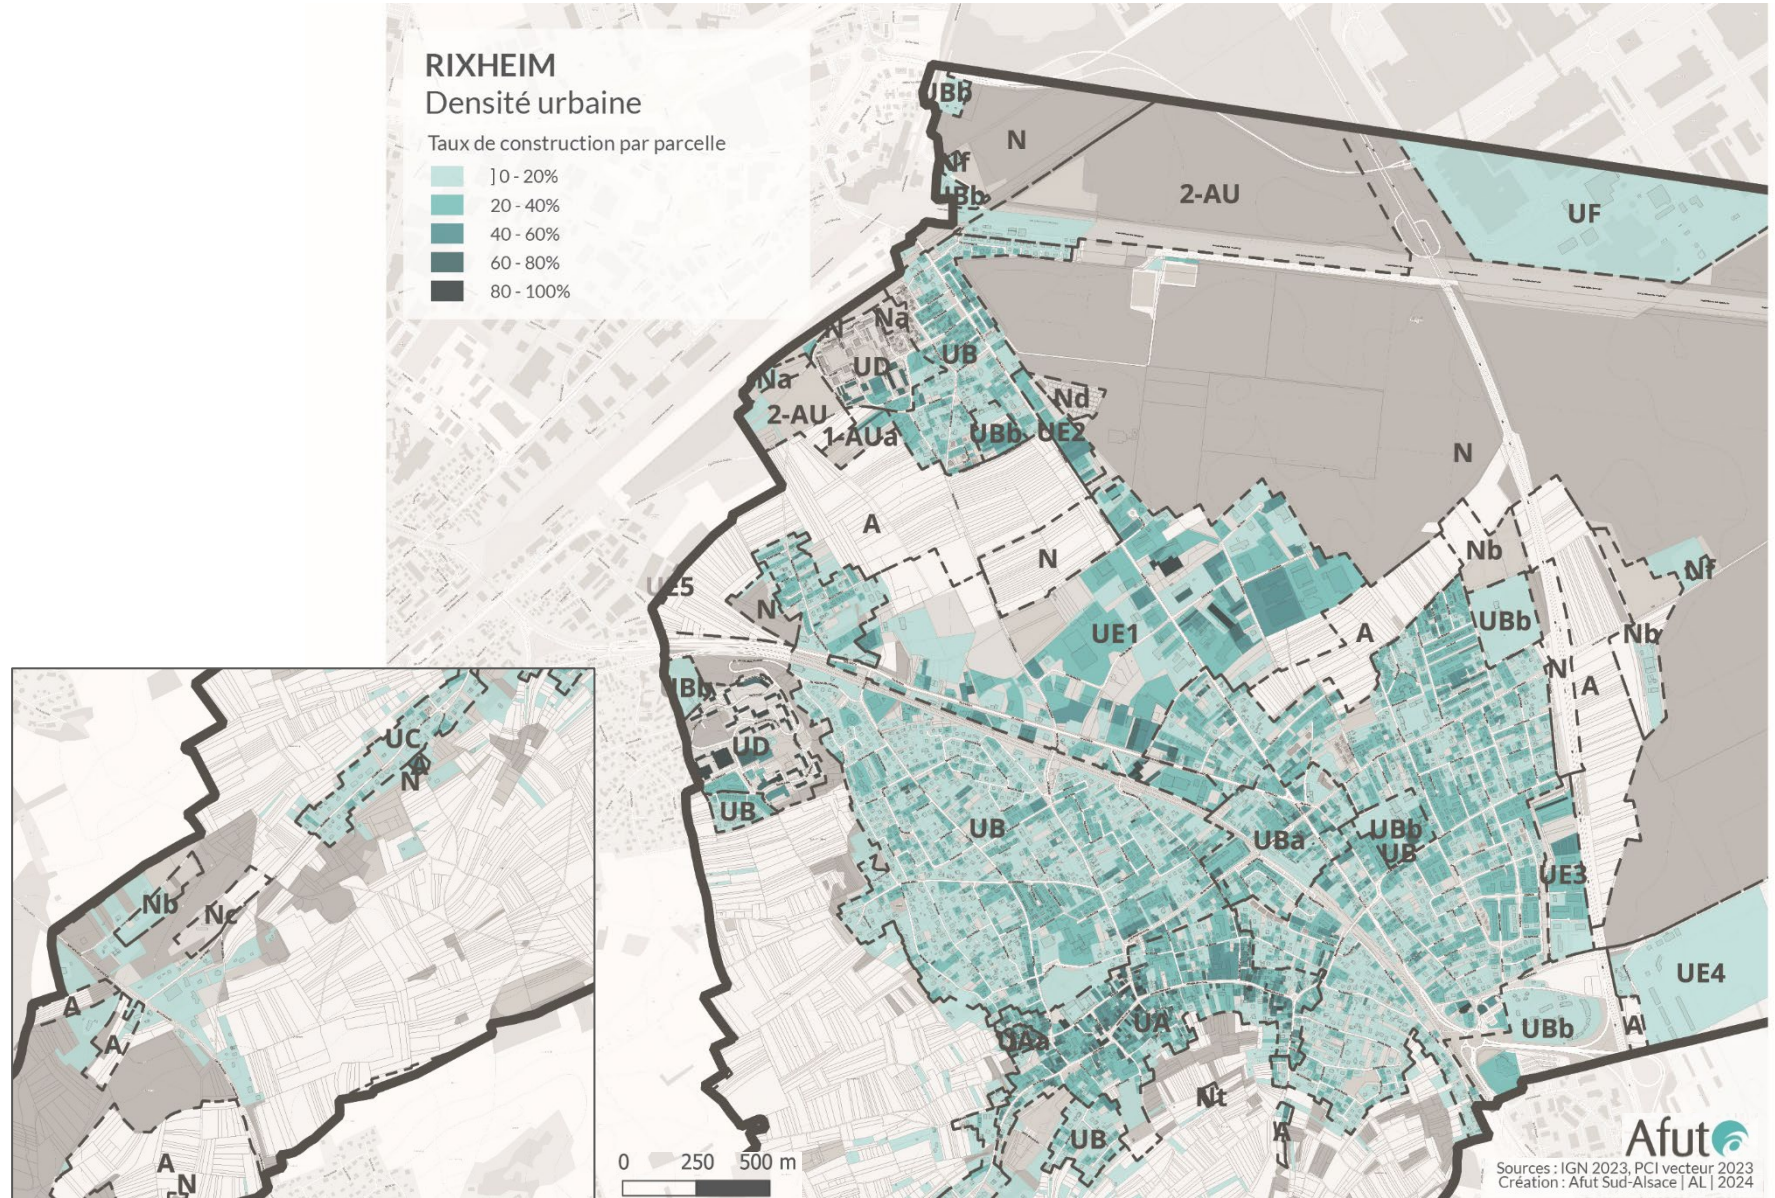 RIXHEIM
Densité urbaine
Taux de construction par parcelle
]0 - 20%
20 - 40%
40 - 60%
60 - 80%
80 - 100%
UBb
N
Nf
UBb
2-AU
UF
Na
N
UD
UB
Na
2-AU
1-AUa
UBb
UE2
Nd
N
A
N
Nb
Nf
UE5
N
UE1
A
UBb
Nb
N
A
UBb
UD
UB
UB
UBa
UBb
UB
UE3
UE4
UA
UAa
UBb
A
Nt
UB
A
UC
A
N
Nb
Nc
A
A
A
N
0 250 500 m
Afut
Sources : IGN 2023, PCI vecteur 2023
Création : Afut Sud-Alsace | AL | 2024